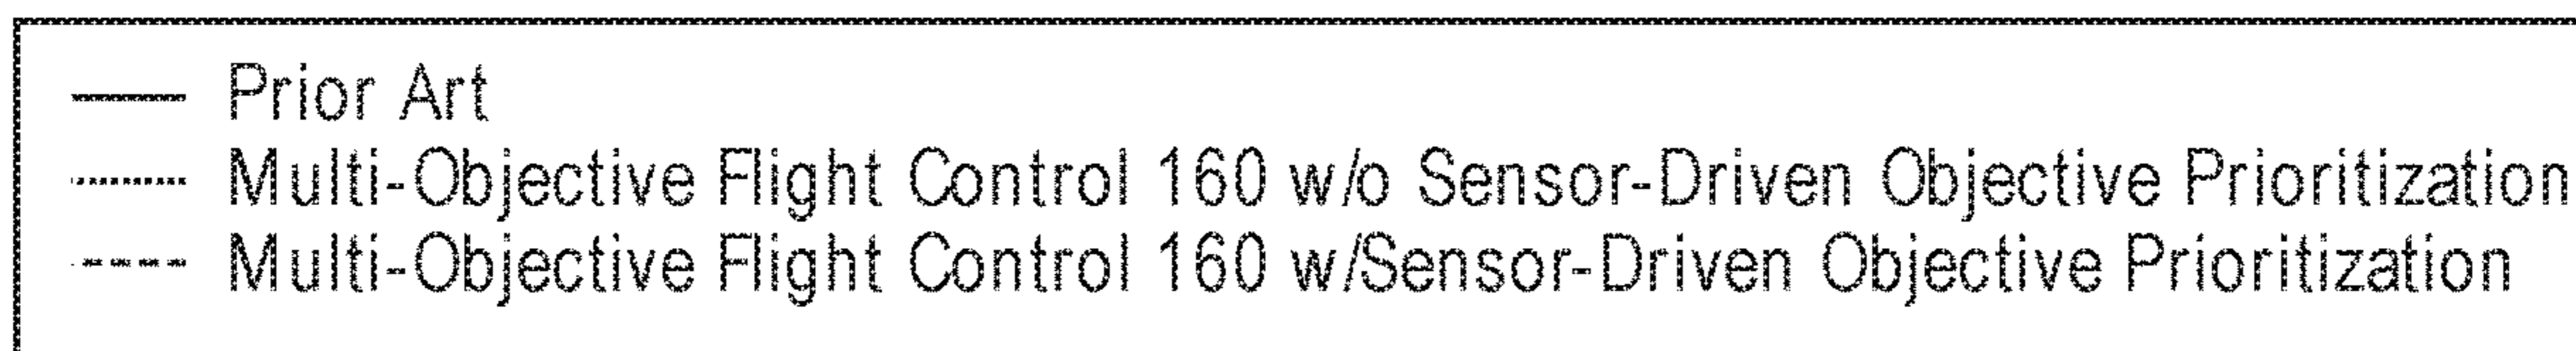 Prior Art
Multi-Objective Flight Control 160 w/o Sensor-Driven Objective Prioritization
Multi-Objective Flight Control 160 w/Sensor-Driven Objective Prioritization